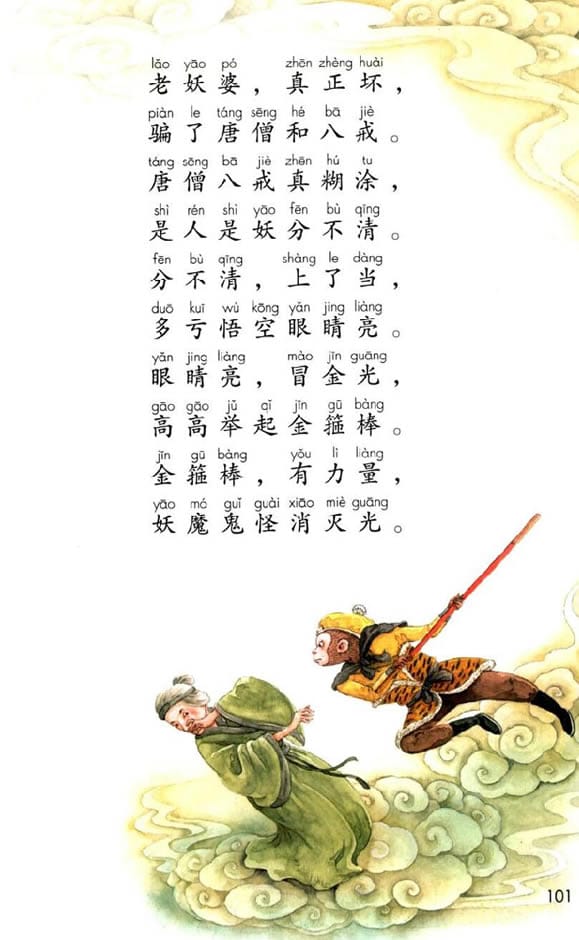 lǎo yāo pó zhēn zhèng huài
老妖婆，真正坏，
piàn le táng sēng hé bā jiè
骗了唐僧和八戒。
táng sēng bā jiè zhēn hú tu
唐僧八戒真糊涂，
shì rén shì yāo fēn bù qīng
是人是妖分不清。
fēn bù qīng shàng le dàng
分不清，上了当，
duō kuī wù kōng yǎn jing liàng
多亏悟空眼睛亮。
yǎn jing liàng mào jīn guāng
眼睛亮，冒金光，
gāo gāo jǔ qǐ jīn gū bàng
高高举起金箍棒。
jīn gū bàng yǒu lì liàng
金箍棒，有力量，
yāo mó guǐ guài xiāo miè guāng
妖魔鬼怪消灭光。
101